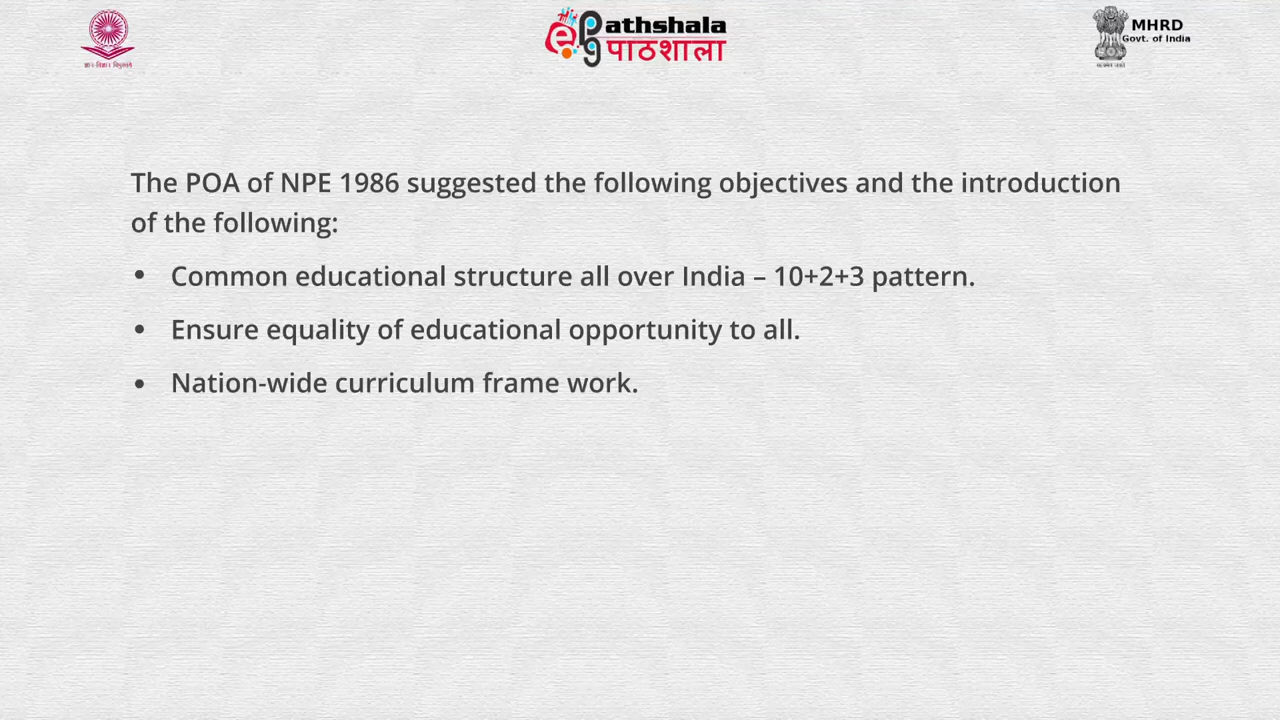 ePathshala
MHRD
Govt. of India
पाठशाला
The POA of NPE 1986 suggested the following objectives and the introduction
of the following:
• Common educational structure all over India – 10+2+3 pattern.
• Ensure equality of educational opportunity to all.
• Nation-wide curriculum frame work.